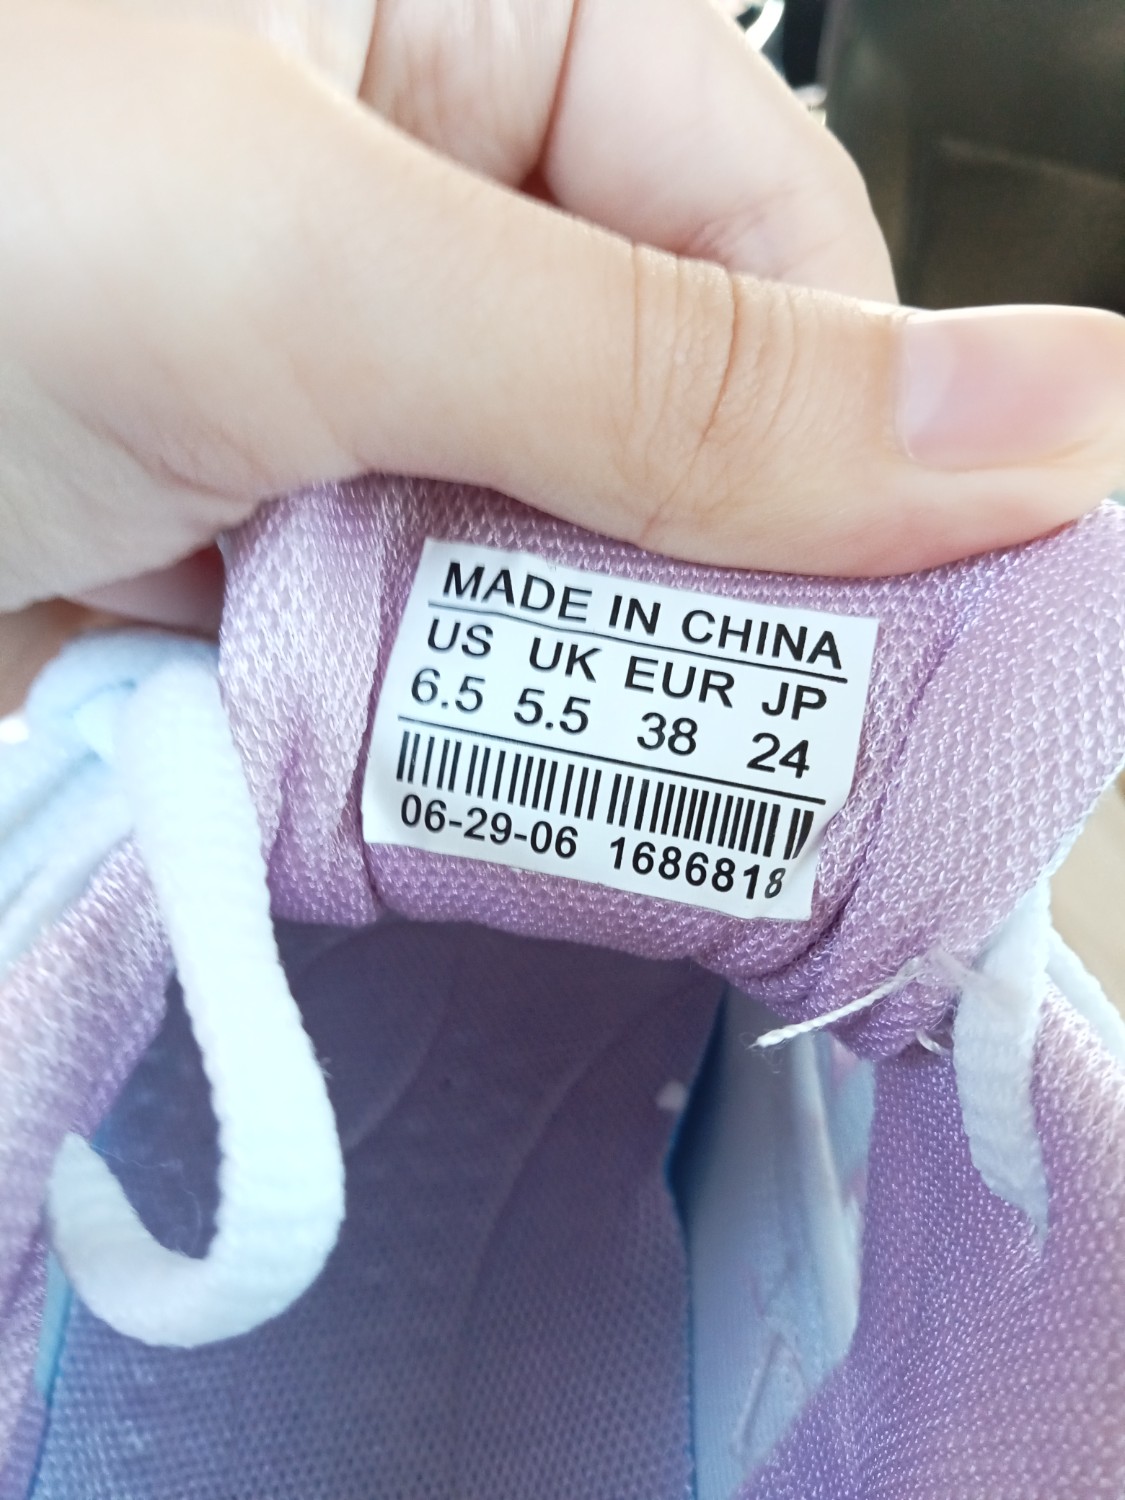 MADE IN CHINA
US UK EUR JP
6.5 5.5 38 24
06-29-06 1686818